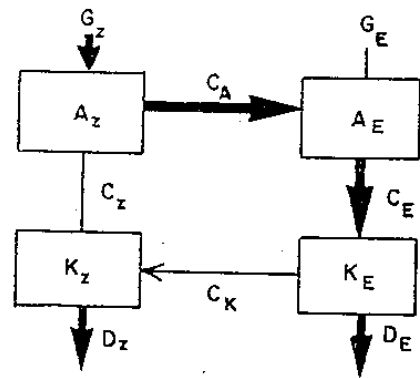 G_z G_E
C_A
A_z A_E
C_z C_E
K_z K_E
C_K
D_z D_E